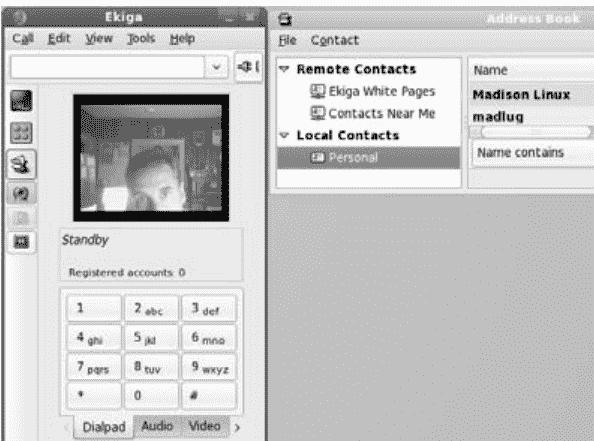 Ekiga
Call Edit View Tools Help
Standby
Registered accounts: 0
1 2 abc 3 def
4 ghi 5 jkl 6 mno
7 pqrs 8 tuv 9 wxyz
* 0 #
Dialpad Audio Video
Address Book
File Contact
Remote Contacts
Ekiga White Pages
Contacts Near Me
Local Contacts
Personal
Name
Madison Linux
madlug
Name contains